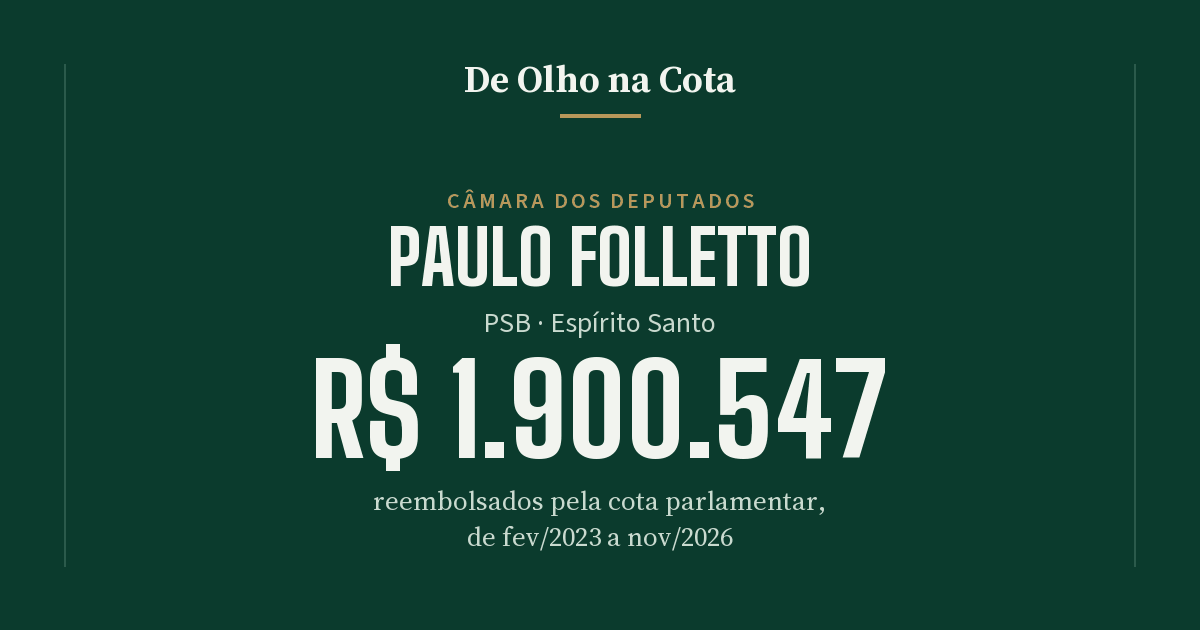 De Olho na Cota
CÂMARA DOS DEPUTADOS
PAULO FOLLETTO
PSB · Espírito Santo
R$ 1.900.547
reembolsados pela cota parlamentar,
de fev/2023 a nov/2026